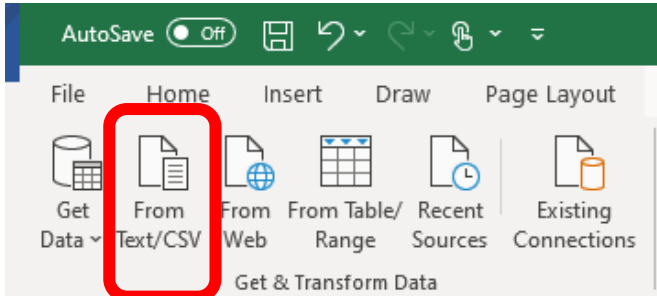 AutoSave Off
File Home Insert Draw Page Layout
Get From From From Table/ Recent Existing
Data Text/CSV Web Range Sources Connections
Get & Transform Data